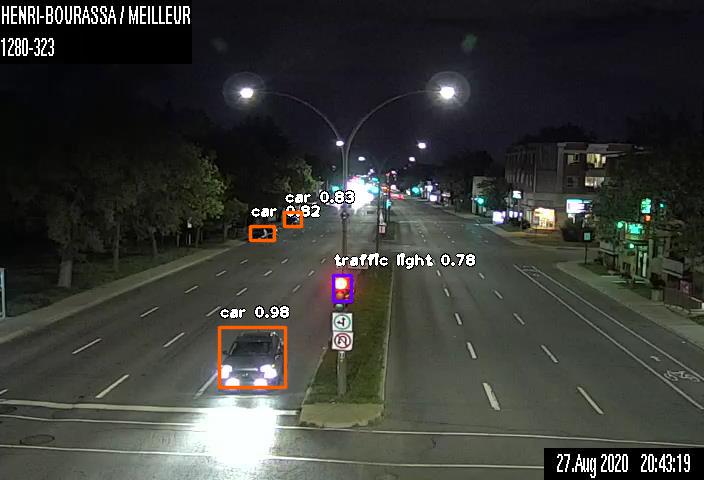 HENRI-BOURASSA / MEILLEUR
1280-323
car 0.83
car 0.82
traffic light 0.78
car 0.98
27.Aug 2020 20:43:19